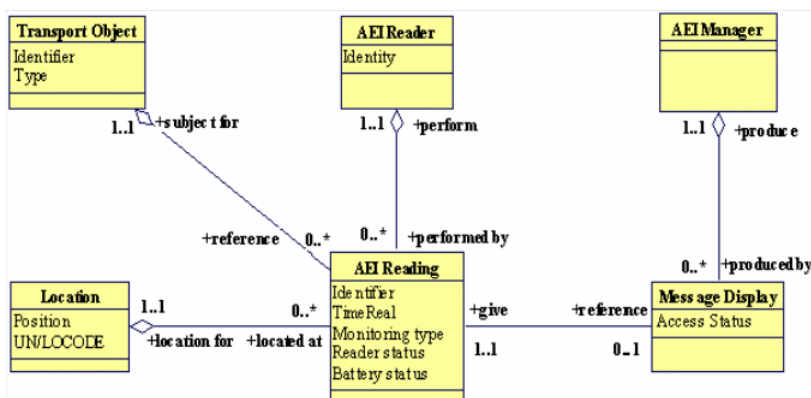 Transport Object
Identifier
Type
AEI Reader
Identity
AEI Manager
1..1
+subject for
1..1
+perform
1..1
+produce
+reference
0..*
0..*
+performed by
0..*
+produced by
Location
Position
UN/LOCODE
1..1
+location for
0..*
+located at
AEI Reading
Identifier
TimeReal
Monitoring type
Reader status
Battery status
+give
1..1
+reference
0..1
Message Display
Access Status